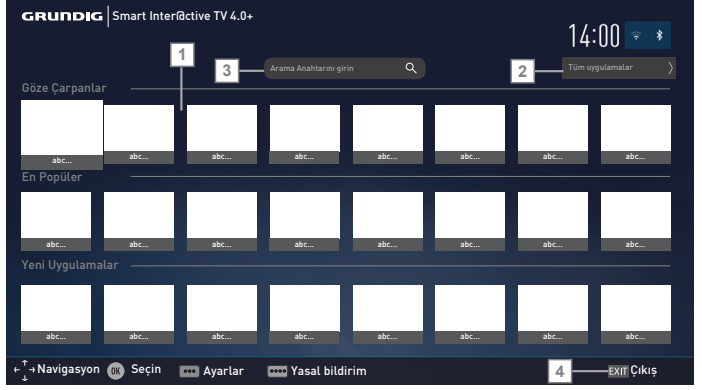 GRUNDIG Smart Inter@ctive TV 4.0+
14:00
1
3 Arama Anahtarını girin
2 Tüm uygulamalar
Göze Çarpanlar
abc... abc... abc... abc... abc... abc... abc... abc...
En Popüler
abc... abc... abc... abc... abc... abc... abc... abc...
Yeni Uygulamalar
abc... abc... abc... abc... abc... abc... abc... abc...
Navigasyon OK Seçin Ayarlar Yasal bildirim 4 EXIT Çıkış